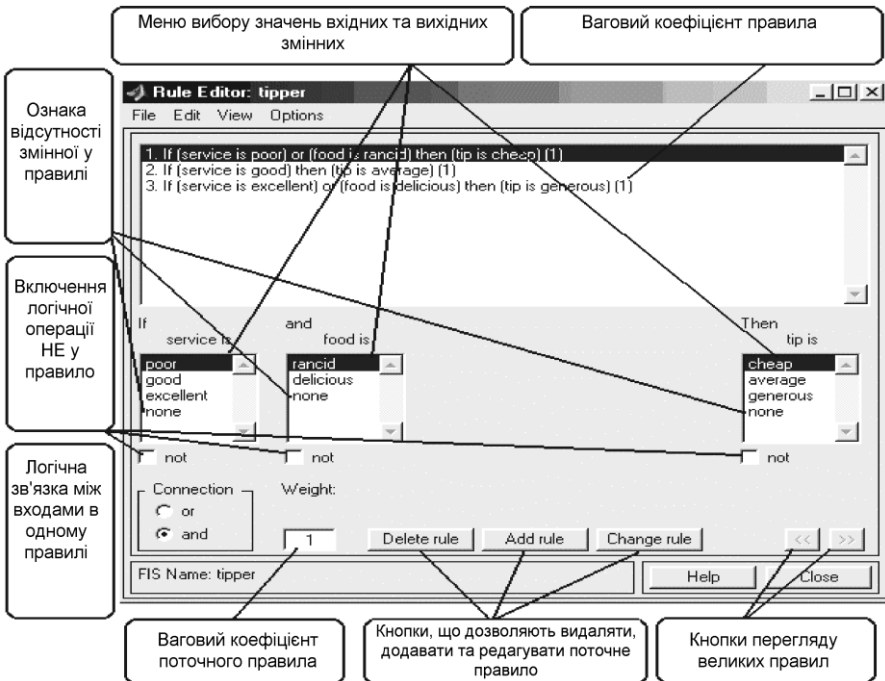 Меню вибору значень вхідних та вихідних
змінних
Ваговий коефіцієнт правила
Ознака
відсутності
змінної у
правилі
Включення
логічної
операції
НЕ у
правило
Логічна
зв'язка між
входами в
одному
правилі
Rule Editor: tipper
File Edit View Options
1. If (service is poor) or (food is rancid) then (tip is cheap) (1)
2. If (service is good) then (tip is average) (1)
3. If (service is excellent) or (food is delicious) then (tip is generous) (1)
If
service is
poor
good
excellent
none
not
and
food is
rancid
delicious
none
not
Then
tip is
cheap
average
generous
none
not
Connection
or
and
Weight:
1
Delete rule
Add rule
Change rule
<<
>>
FIS Name: tipper
Help
Close
Ваговий коефіцієнт
поточного правила
Кнопки, що дозволяють видаляти,
додавати та редагувати поточне
правило
Кнопки перегляду
великих правил